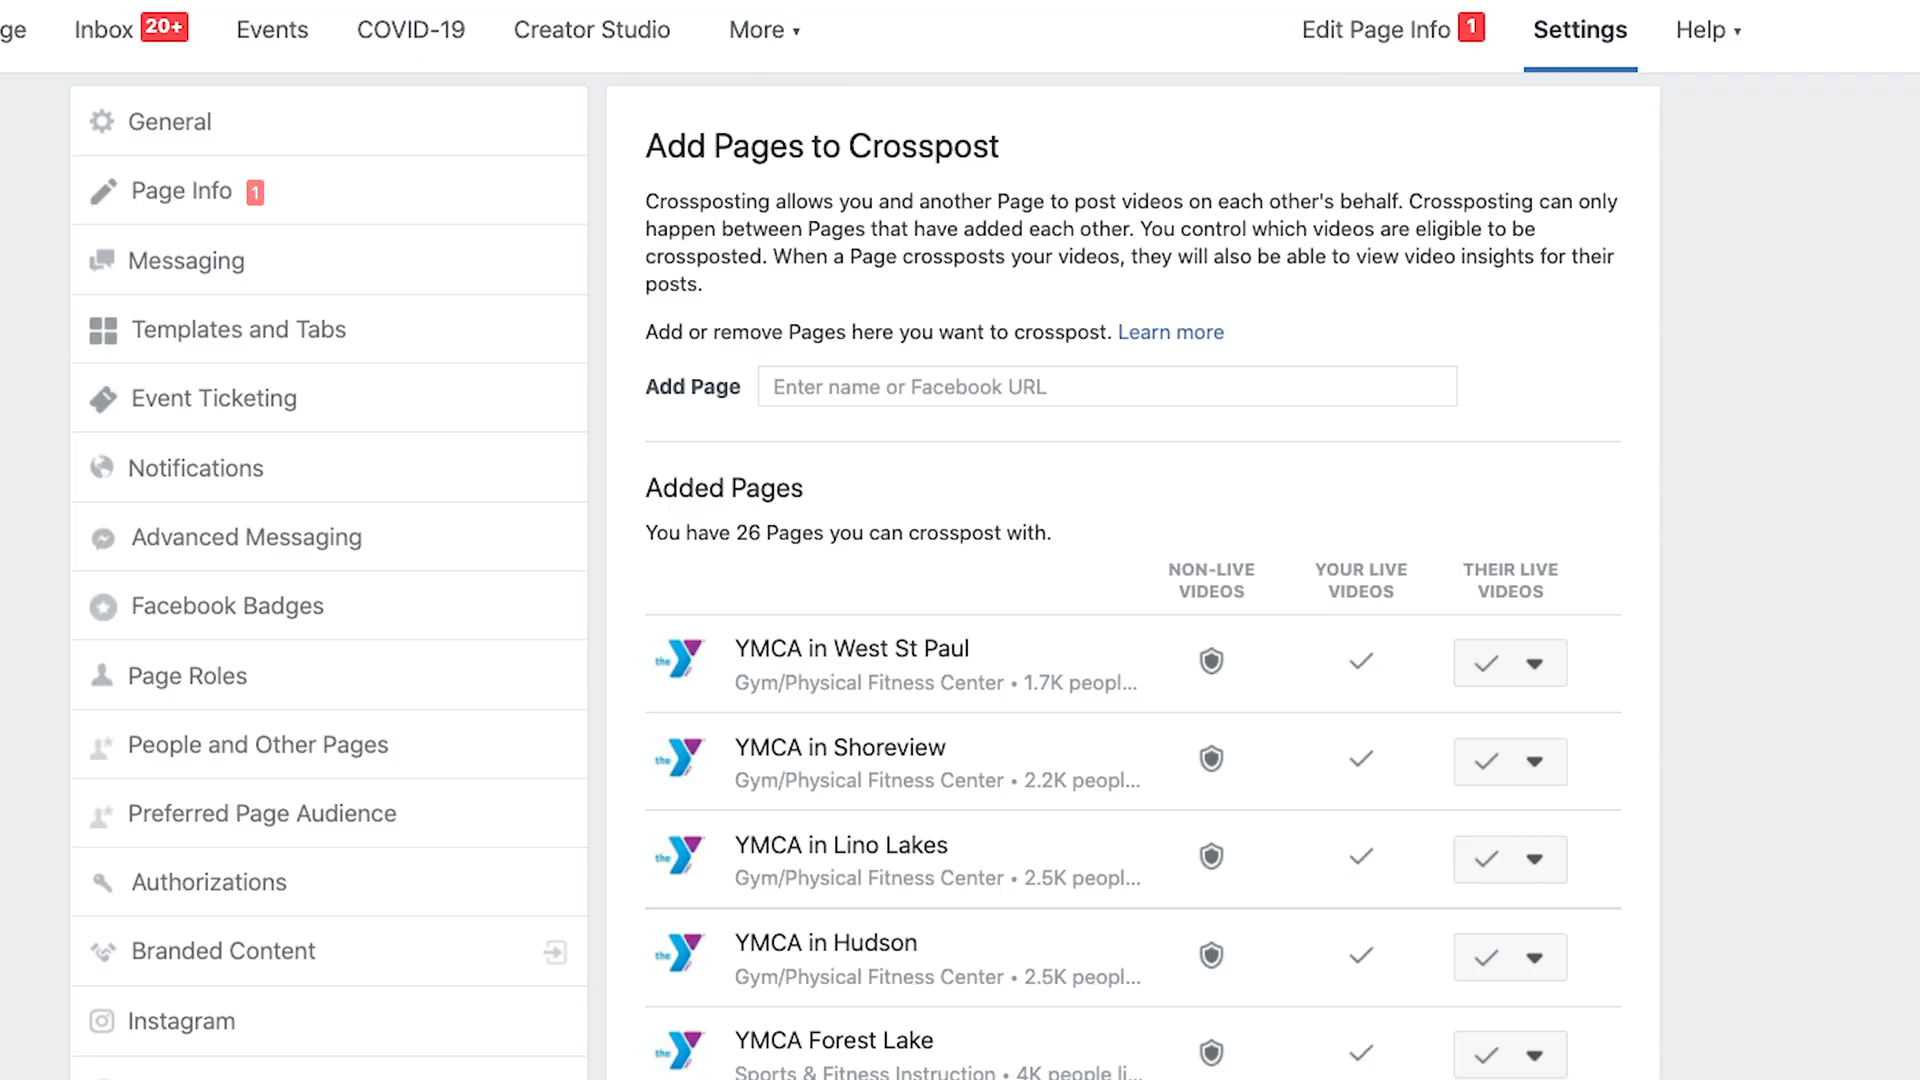 ge Inbox 20+ Events COVID-19 Creator Studio More Edit Page Info 1 Settings Help
General
Page Info 1
Messaging
Templates and Tabs
Event Ticketing
Notifications
Advanced Messaging
Facebook Badges
Page Roles
People and Other Pages
Preferred Page Audience
Authorizations
Branded Content
Instagram
Add Pages to Crosspost
Crossposting allows you and another Page to post videos on each other's behalf. Crossposting can only
happen between Pages that have added each other. You control which videos are eligible to be
crossposted. When a Page crossposts your videos, they will also be able to view video insights for their
posts.
Add or remove Pages here you want to crosspost. Learn more
Add Page Enter name or Facebook URL
Added Pages
You have 26 Pages you can crosspost with.
NON-LIVE VIDEOS YOUR LIVE VIDEOS THEIR LIVE VIDEOS
the YMCA in West St Paul
Gym/Physical Fitness Center • 1.7K peopl...
the YMCA in Shoreview
Gym/Physical Fitness Center • 2.2K peopl...
the YMCA in Lino Lakes
Gym/Physical Fitness Center • 2.5K peopl...
the YMCA in Hudson
Gym/Physical Fitness Center • 2.5K peopl...
the YMCA Forest Lake
Sports & Fitness Instruction • 4K people li...